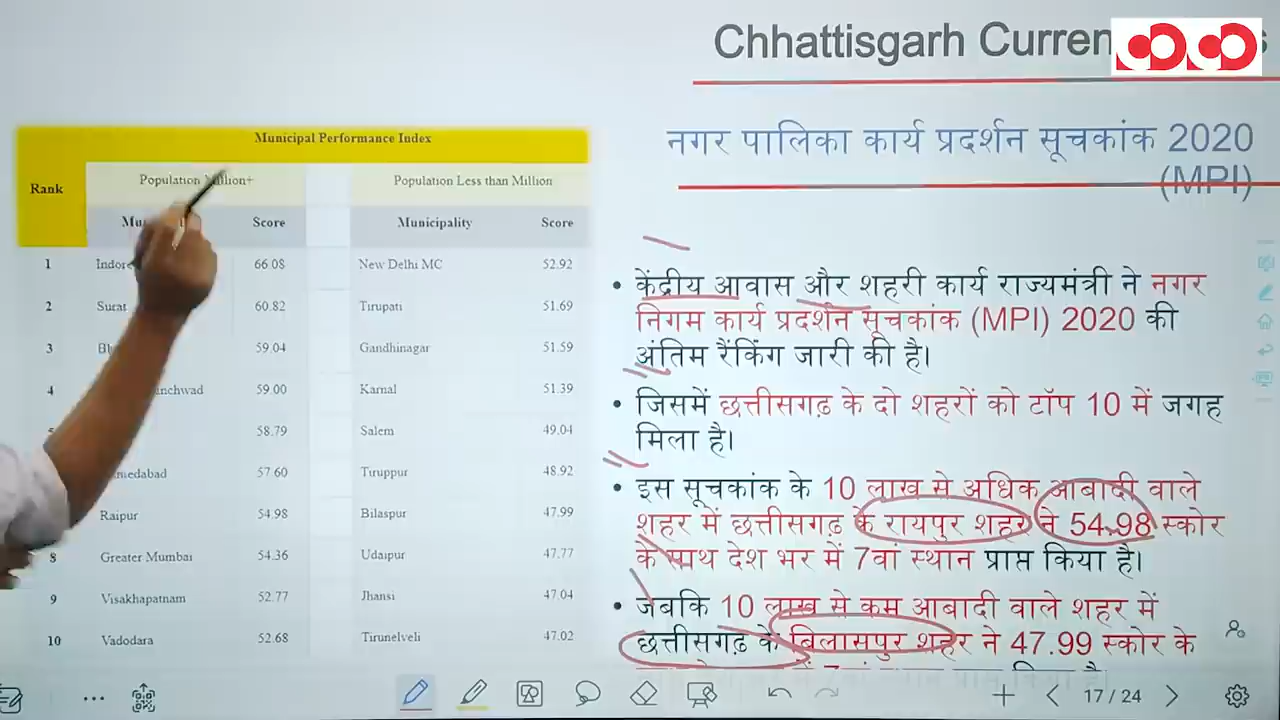 Chhattisgarh Curren
नगर पालिका कार्य प्रदर्शन सूचकांक 2020
(MPI)
Municipal Performance Index
Rank
Population Million+
Population Less than Million
Score
Municipality
Score
1
66.08
New Delhi MC
52.92
2
Surat
60.82
Tirupati
51.69
3
59.04
Gandhinagar
51.59
4
59.00
Karnal
51.39
58.79
Salem
49.04
57.60
Tiruppur
48.92
Raipur
54.98
Bilaspur
47.99
8
Greater Mumbai
54.36
Udaipur
47.77
9
Visakhapatnam
52.77
Jhansi
47.04
10
Vadodara
52.68
Tirunelveli
47.02
• केंद्रीय आवास और शहरी कार्य राज्यमंत्री ने नगर
निगम कार्य प्रदर्शन सूचकांक (MPI) 2020 की
अंतिम रैंकिंग जारी की है।
• जिसमें छत्तीसगढ़ के दो शहरों को टॉप 10 में जगह
मिला है।
• इस सूचकांक के 10 लाख से अधिक आबादी वाले
शहर में छत्तीसगढ़ के रायपुर शहर ने 54.98 स्कोर
के साथ देश भर में 7वां स्थान प्राप्त किया है।
• जबकि 10 लाख से कम आबादी वाले शहर में
छत्तीसगढ़ के बिलासपुर शहर ने 47.99 स्कोर के
17 / 24